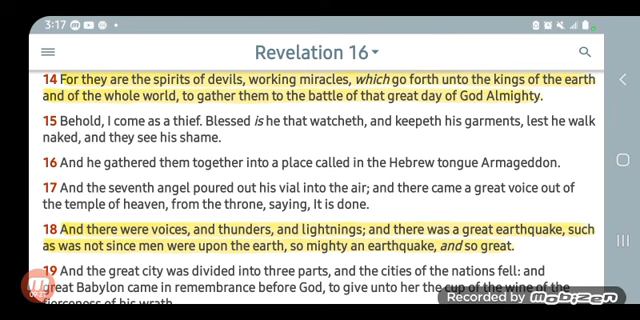 3:17
Revelation 16
14 For they are the spirits of devils, working miracles, which go forth unto the kings of the earth
and of the whole world, to gather them to the battle of that great day of God Almighty.
15 Behold, I come as a thief. Blessed is he that watcheth, and keepeth his garments, lest he walk
naked, and they see his shame.
16 And he gathered them together into a place called in the Hebrew tongue Armageddon.
17 And the seventh angel poured out his vial into the air; and there came a great voice out of
the temple of heaven, from the throne, saying, It is done.
18 And there were voices, and thunders, and lightnings; and there was a great earthquake, such
as was not since men were upon the earth, so mighty an earthquake, and so great.
19 And the great city was divided into three parts, and the cities of the nations fell: and
great Babylon came in remembrance before God, to give unto her the cup of the wine of the
fierceness of his wrath.
Recorded by mobizen